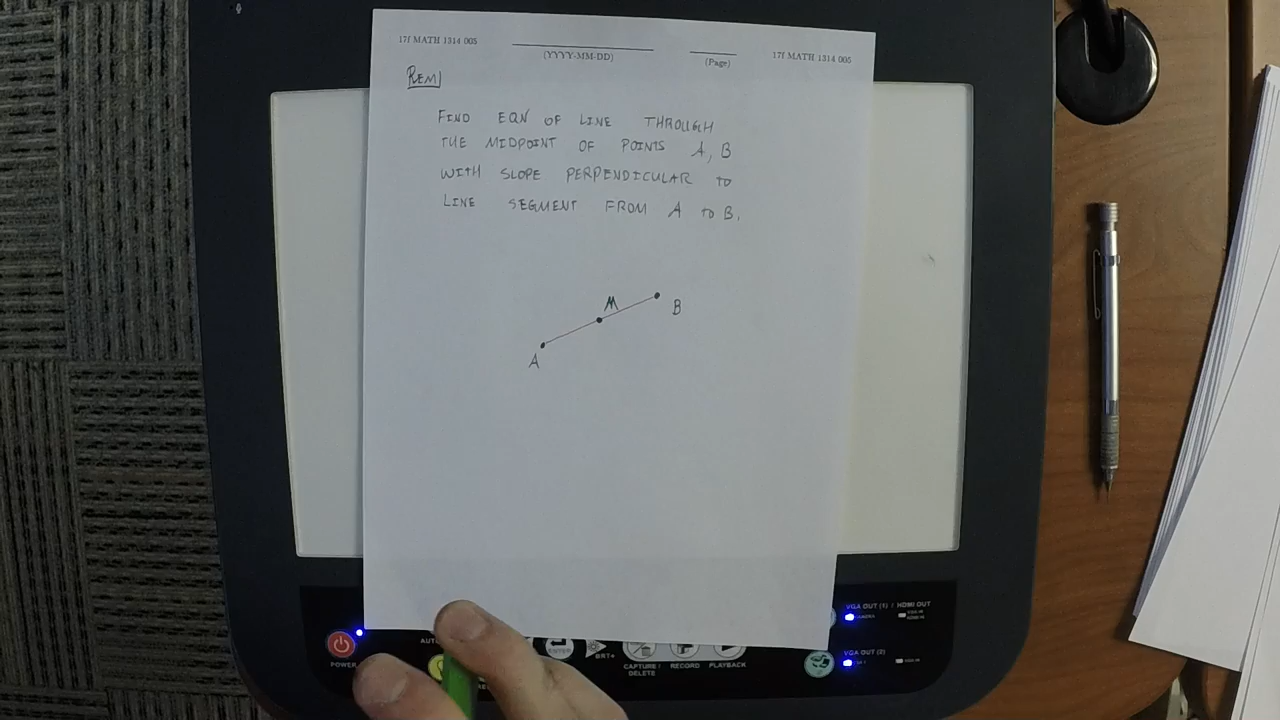 17f MATH 1314 005 (YYYY-MM-DD) (Page) 17f MATH 1314 005
REM
FIND EQN OF LINE THROUGH
THE MIDPOINT OF POINTS A, B
WITH SLOPE PERPENDICULAR TO
LINE SEGMENT FROM A TO B.
M
B
A
VGA OUT (1) / HDMI OUT
VGA OUT (2)
POWER
ENTER
CAPTURE/
DELETE
RECORD
PLAYBACK